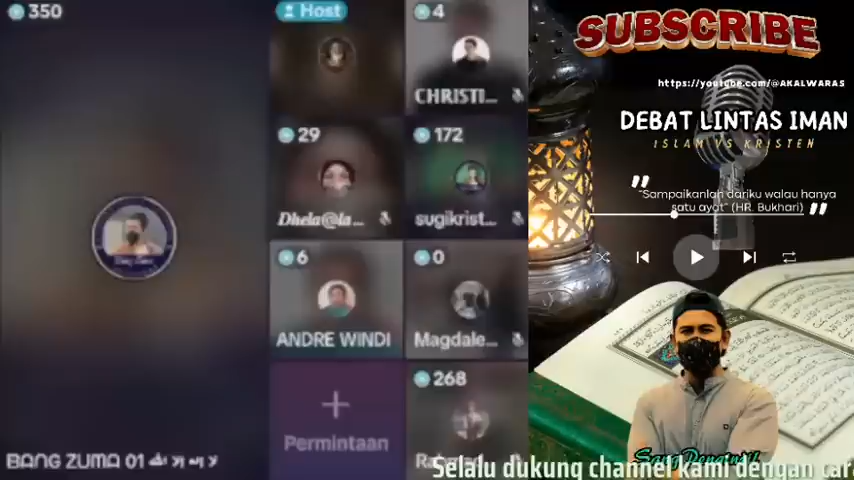 350
Host
4
CHRISTI...
29
172
Dhela@la...
sugikrist...
6
0
ANDRE WINDI
Magdale...
268
Permintaan
BANG ZUMA 01
SUBSCRIBE
https://youtube.com/@AKALWARAS
DEBAT LINTAS IMAN
ISLAM VS KRISTEN
"Sampaikanlah dariku walau hanya
satu ayat" (HR. Bukhari)
Selalu dukung channel kami dengan car